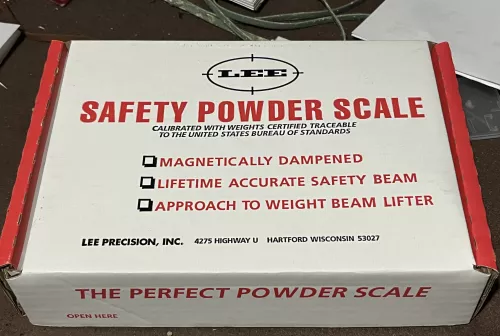 LEE
SAFETY POWDER SCALE
CALIBRATED WITH WEIGHTS CERTIFIED TRACEABLE
TO THE UNITED STATES BUREAU OF STANDARDS
MAGNETICALLY DAMPENED
LIFETIME ACCURATE SAFETY BEAM
APPROACH TO WEIGHT BEAM LIFTER
LEE PRECISION, INC. 4275 HIGHWAY U HARTFORD WISCONSIN 53027
THE PERFECT POWDER SCALE
OPEN HERE